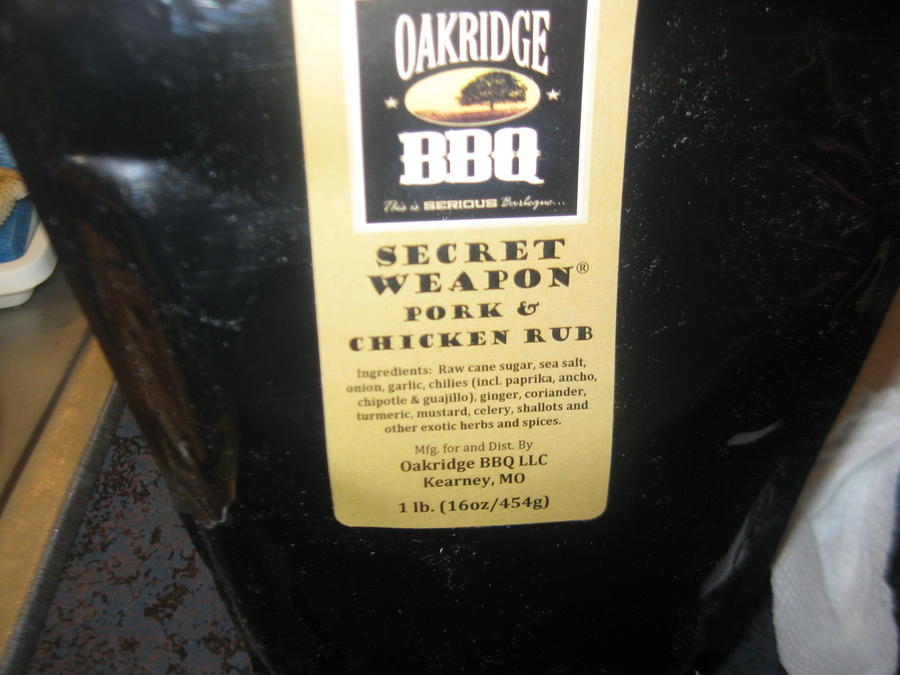 OAKRIDGE
BBQ
This is SERIOUS Barbeque...
SECRET
WEAPON®
PORK &
CHICKEN RUB
Ingredients: Raw cane sugar, sea salt,
onion, garlic, chilies (incl. paprika, ancho,
chipotle & guajillo), ginger, coriander,
turmeric, mustard, celery, shallots and
other exotic herbs and spices.
Mfg. for and Dist. By
Oakridge BBQ LLC
Kearney, MO
1 lb. (16oz/454g)